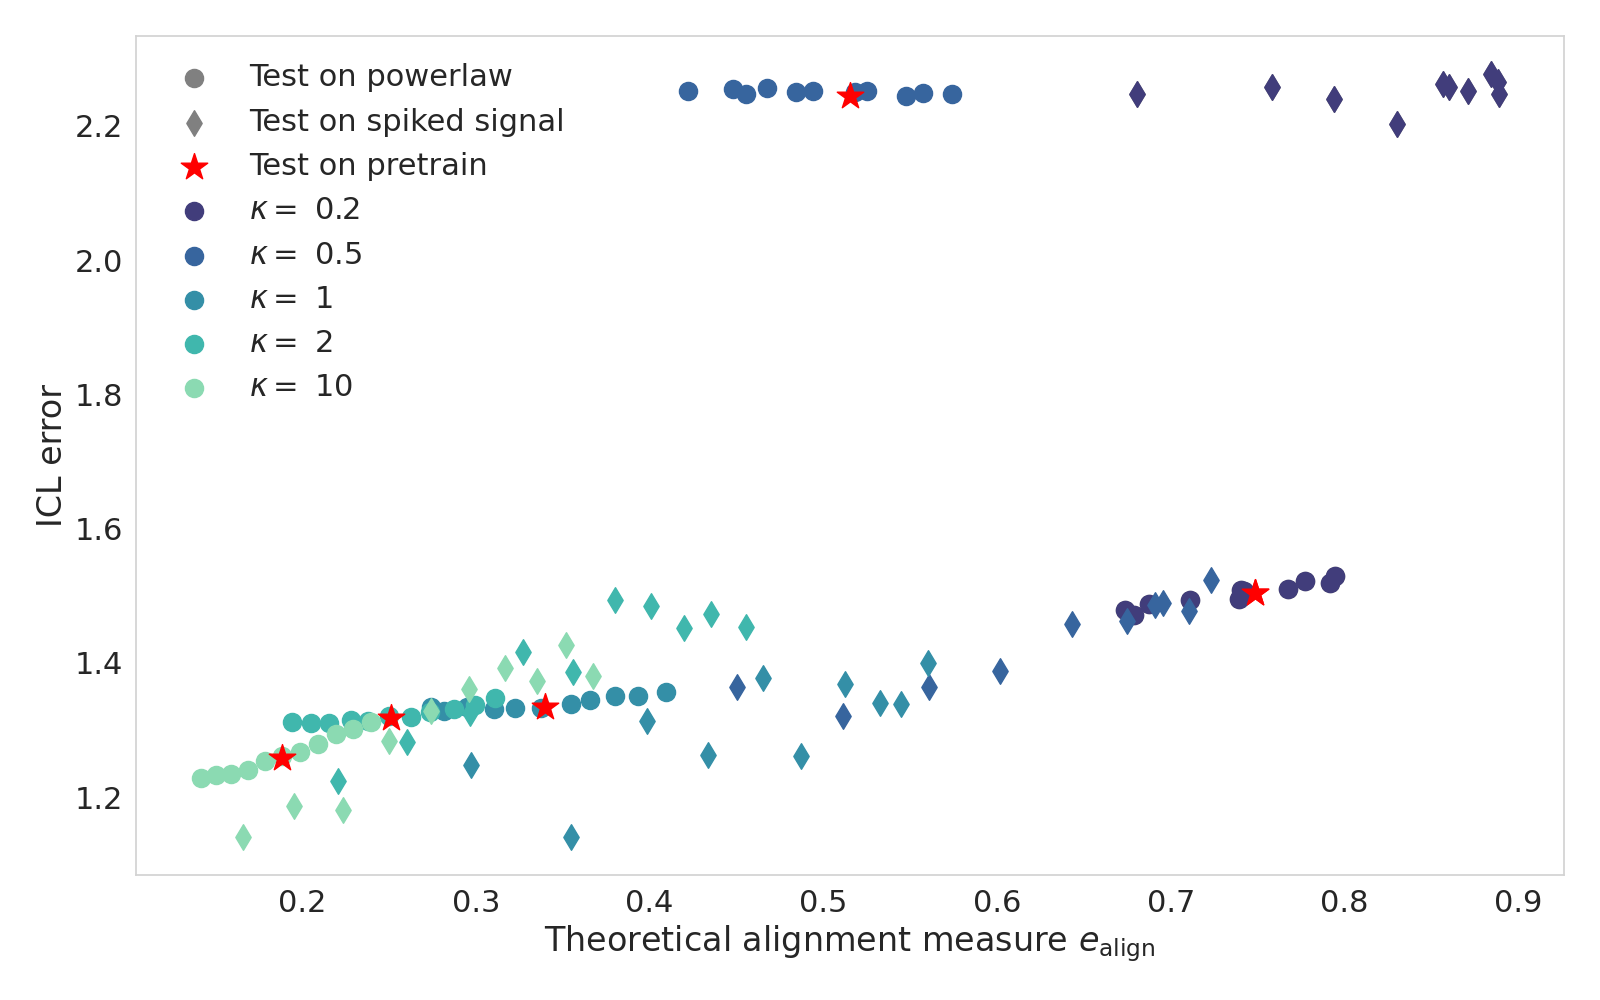 Test on powerlaw
Test on spiked signal
Test on pretrain
κ = 0.2
κ = 0.5
κ = 1
κ = 2
κ = 10
2.2
2.0
1.8
1.6
1.4
1.2
ICL error
0.2 0.3 0.4 0.5 0.6 0.7 0.8 0.9
Theoretical alignment measure e_align